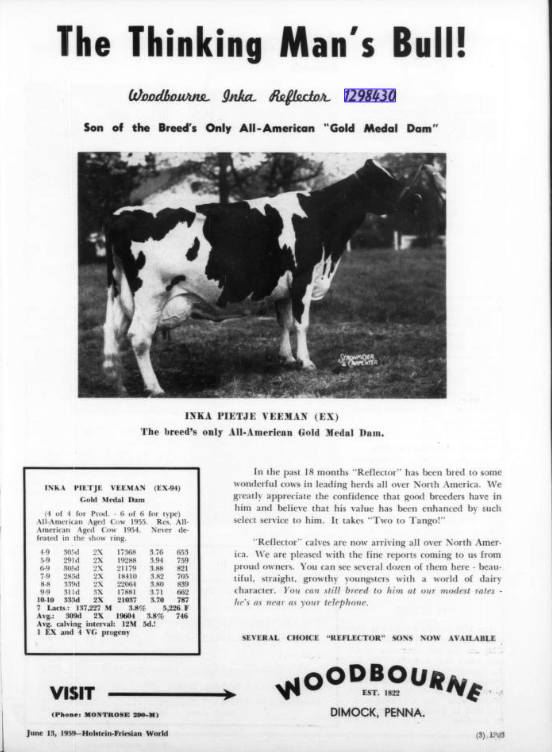 The Thinking Man's Bull!
Woodbourne Inka Reflector 1298430
Son of the Breed's Only All-American "Gold Medal Dam"
STROHMEYER
& CARPENTER
INKA PIETJE VEEMAN (EX)
The breed's only All-American Gold Medal Dam.
INKA PIETJE VEEMAN (EX-94)
Gold Medal Dam
(4 of 4 for Prod. - 6 of 6 for type)
All-American Aged Cow 1955. Res. All-
American Aged Cow 1954. Never de-
feated in the show ring.
4-9 305d 2X 17368 3.76 653
5-9 291d 2X 19288 3.94 759
6-9 305d 2X 21179 3.88 821
7-9 283d 2X 18410 3.82 705
8-8 339d 2X 22064 3.80 839
9-9 311d 3X 17881 3.71 662
10-10 333d 2X 21037 3.70 787
7 Lacts.: 137,227 M 3.8% 5,226 F
Avg.: 309d 2X 19604 3.8% 746
Avg. calving interval: 12M 5d.!
1 EX and 4 VG progeny
In the past 18 months "Reflector" has been bred to some
wonderful cows in leading herds all over North America. We
greatly appreciate the confidence that good breeders have in
him and believe that his value has been enhanced by such
select service to him. It takes "Two to Tango!"
"Reflector" calves are now arriving all over North Amer-
ica. We are pleased with the fine reports coming to us from
proud owners. You can see several dozen of them here - beau-
tiful, straight, growthy youngsters with a world of dairy
character. You can still breed to him at our modest rates -
he's as near as your telephone.
SEVERAL CHOICE "REFLECTOR" SONS NOW AVAILABLE
VISIT
(Phone: MONTROSE 200-M)
WOODBOURNE
EST. 1822
DIMOCK, PENNA.
June 13, 1959—Holstein-Friesian World
(3)